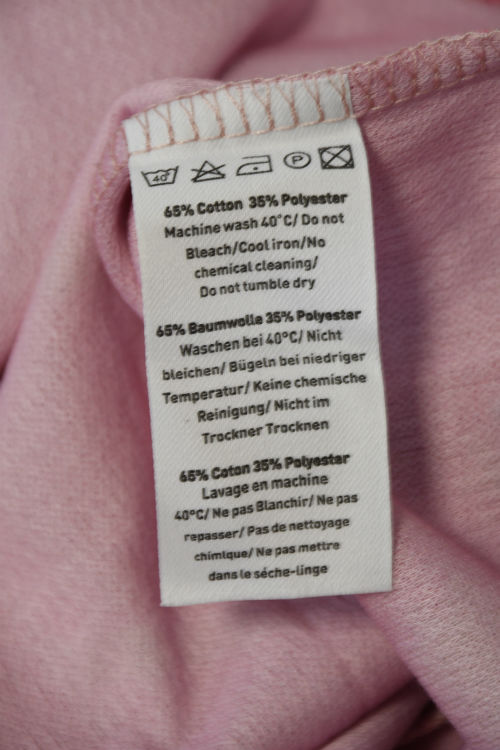 40°
P
65% Cotton 35% Polyester
Machine wash 40°C/ Do not
Bleach/Cool iron/No
chemical cleaning/
Do not tumble dry
65% Baumwolle 35% Polyester
Waschen bei 40°C/ Nicht
bleichen/ Bügeln bei niedriger
Temperatur/ Keine chemische
Reinigung/ Nicht im
Trockner Trocknen
65% Coton 35% Polyester
Lavage en machine
40°C/ Ne pas Blanchir/ Ne pas
repasser/ Pas de nettoyage
chimique/ Ne pas mettre
dans le séche-linge